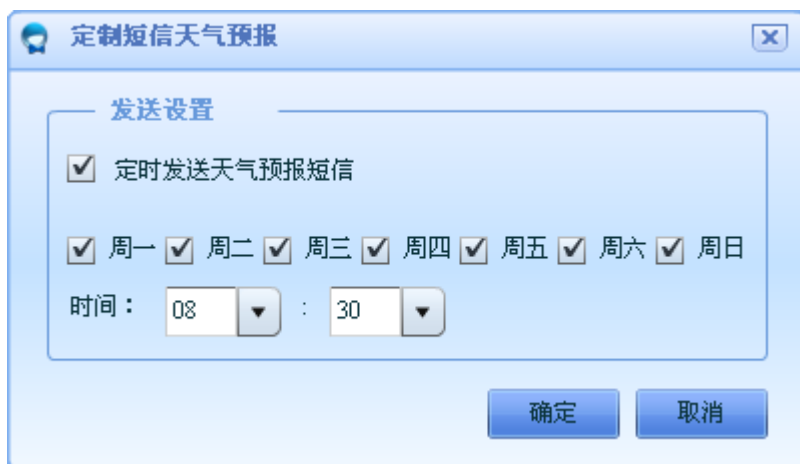 定制短信天气预报
发送设置
定时发送天气预报短信
周一 周二 周三 周四 周五 周六 周日
时间： 08 : 30
确定 取消